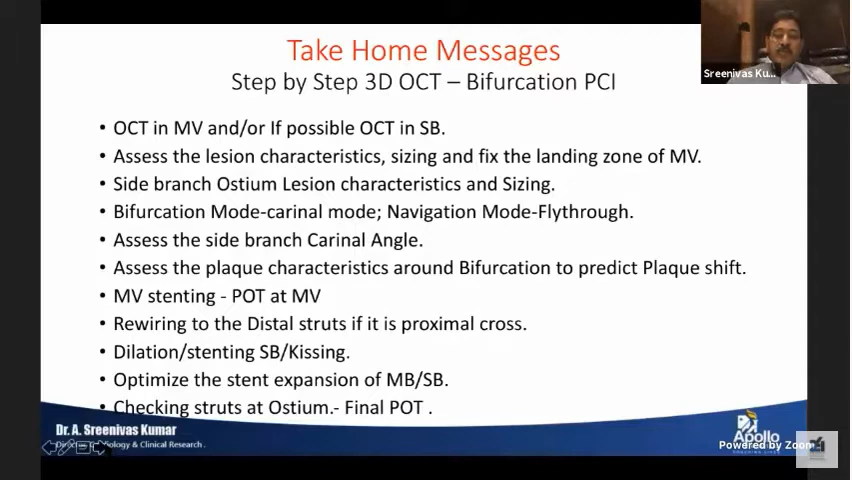 Take Home Messages
Step by Step 3D OCT – Bifurcation PCI
Sreenivas Ku...
• OCT in MV and/or If possible OCT in SB.
• Assess the lesion characteristics, sizing and fix the landing zone of MV.
• Side branch Ostium Lesion characteristics and Sizing.
• Bifurcation Mode-carinal mode; Navigation Mode-Flythrough.
• Assess the side branch Carinal Angle.
• Assess the plaque characteristics around Bifurcation to predict Plaque shift.
• MV stenting - POT at MV
• Rewiring to the Distal struts if it is proximal cross.
• Dilation/stenting SB/Kissing.
• Optimize the stent expansion of MB/SB.
• Checking struts at Ostium.- Final POT .
Dr. A. Sreenivas Kumar
& Clinical Research .
Apollo
Powered by Zoom